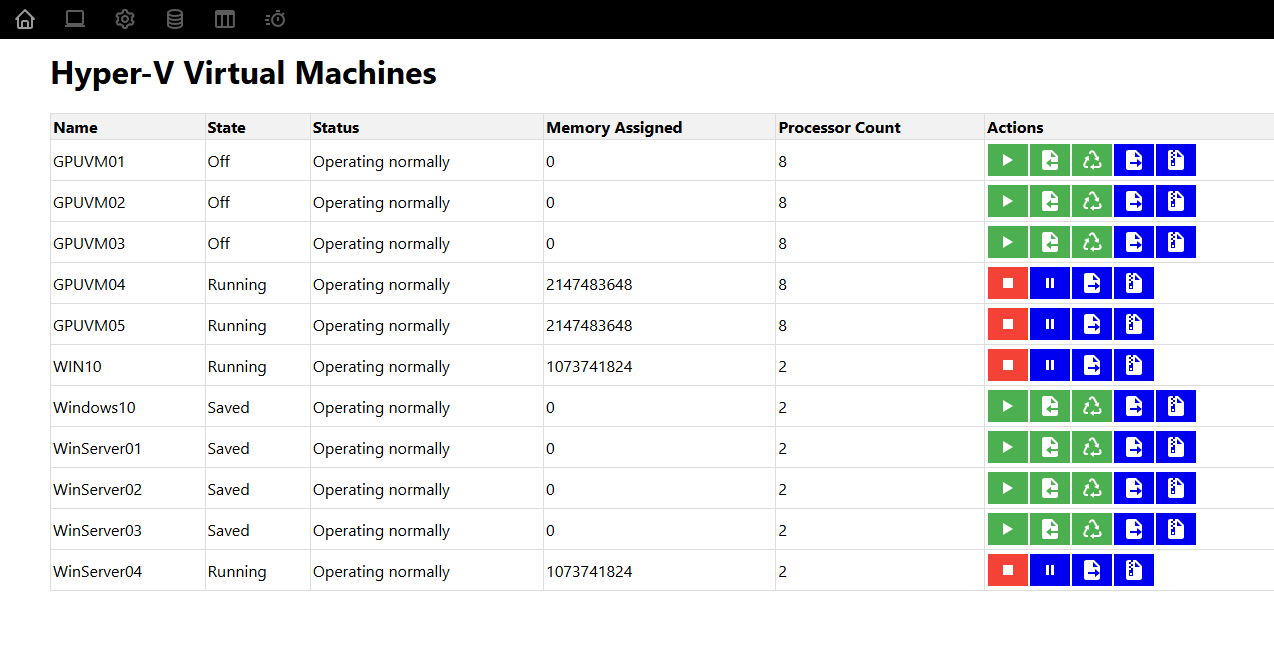 Hyper-V Virtual Machines
Name State Status Memory Assigned Processor Count Actions
GPUVM01 Off Operating normally 0 8
GPUVM02 Off Operating normally 0 8
GPUVM03 Off Operating normally 0 8
GPUVM04 Running Operating normally 2147483648 8
GPUVM05 Running Operating normally 2147483648 8
WIN10 Running Operating normally 1073741824 2
Windows10 Saved Operating normally 0 2
WinServer01 Saved Operating normally 0 2
WinServer02 Saved Operating normally 0 2
WinServer03 Saved Operating normally 0 2
WinServer04 Running Operating normally 1073741824 2